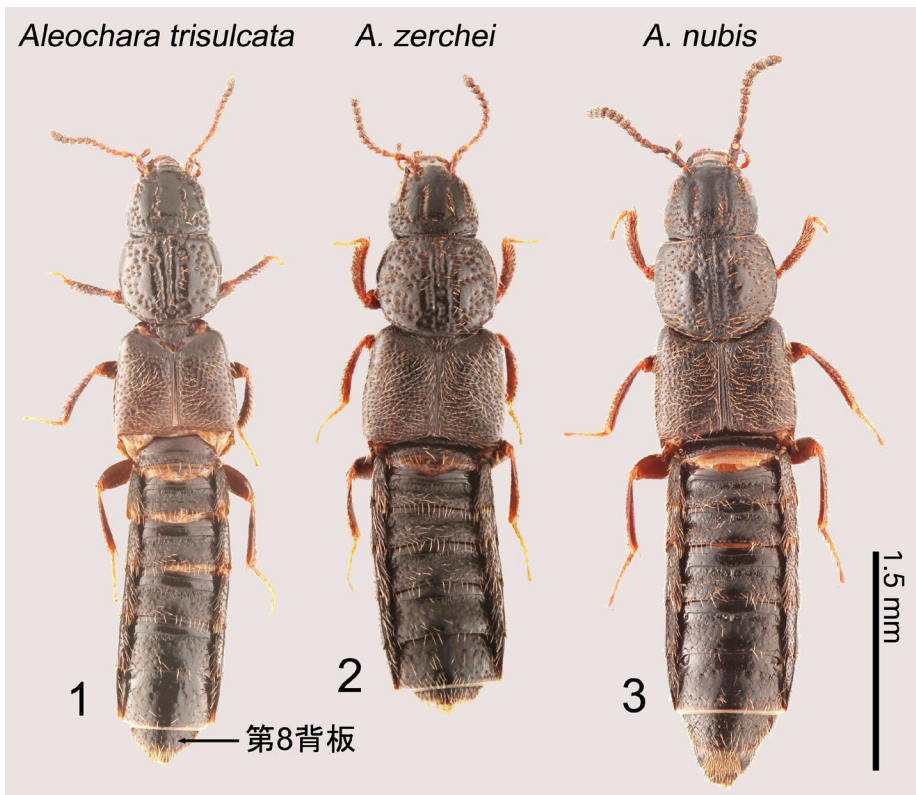 Aleochara trisulcata
A. zerchei
A. nubis
1
2
3
第8背板
1.5 mm